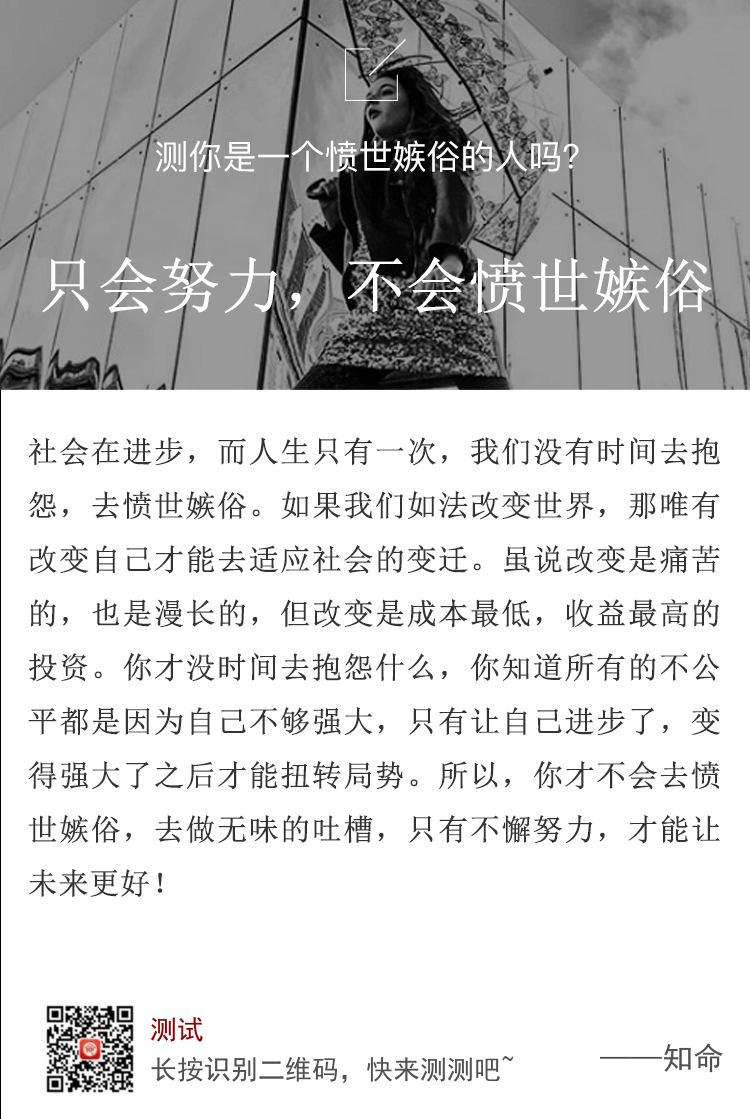 测你是一个愤世嫉俗的人吗?
只会努力，不会愤世嫉俗
社会在进步，而人生只有一次，我们没有时间去抱
怨，去愤世嫉俗。如果我们如法改变世界，那唯有
改变自己才能去适应社会的变迁。虽说改变是痛苦
的，也是漫长的，但改变是成本最低，收益最高的
投资。你才没时间去抱怨什么，你知道所有的不公
平都是因为自己不够强大，只有让自己进步了，变
得强大了之后才能扭转局势。所以，你才不会去愤
世嫉俗，去做无味的吐槽，只有不懈努力，才能让
未来更好！
测试
长按识别二维码，快来测测吧~
——知命